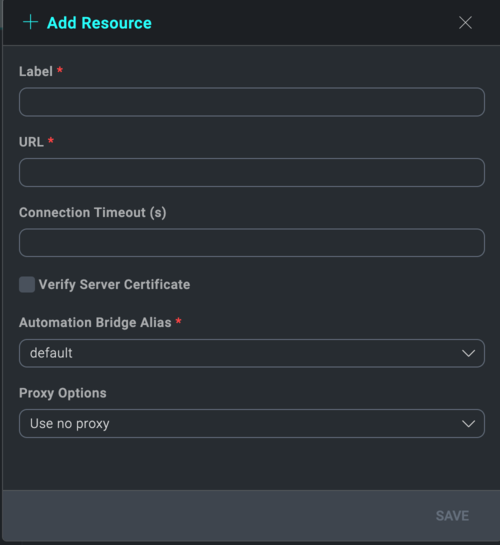 + Add Resource
Label *
URL *
Connection Timeout (s)
Verify Server Certificate
Automation Bridge Alias *
default
Proxy Options
Use no proxy
SAVE